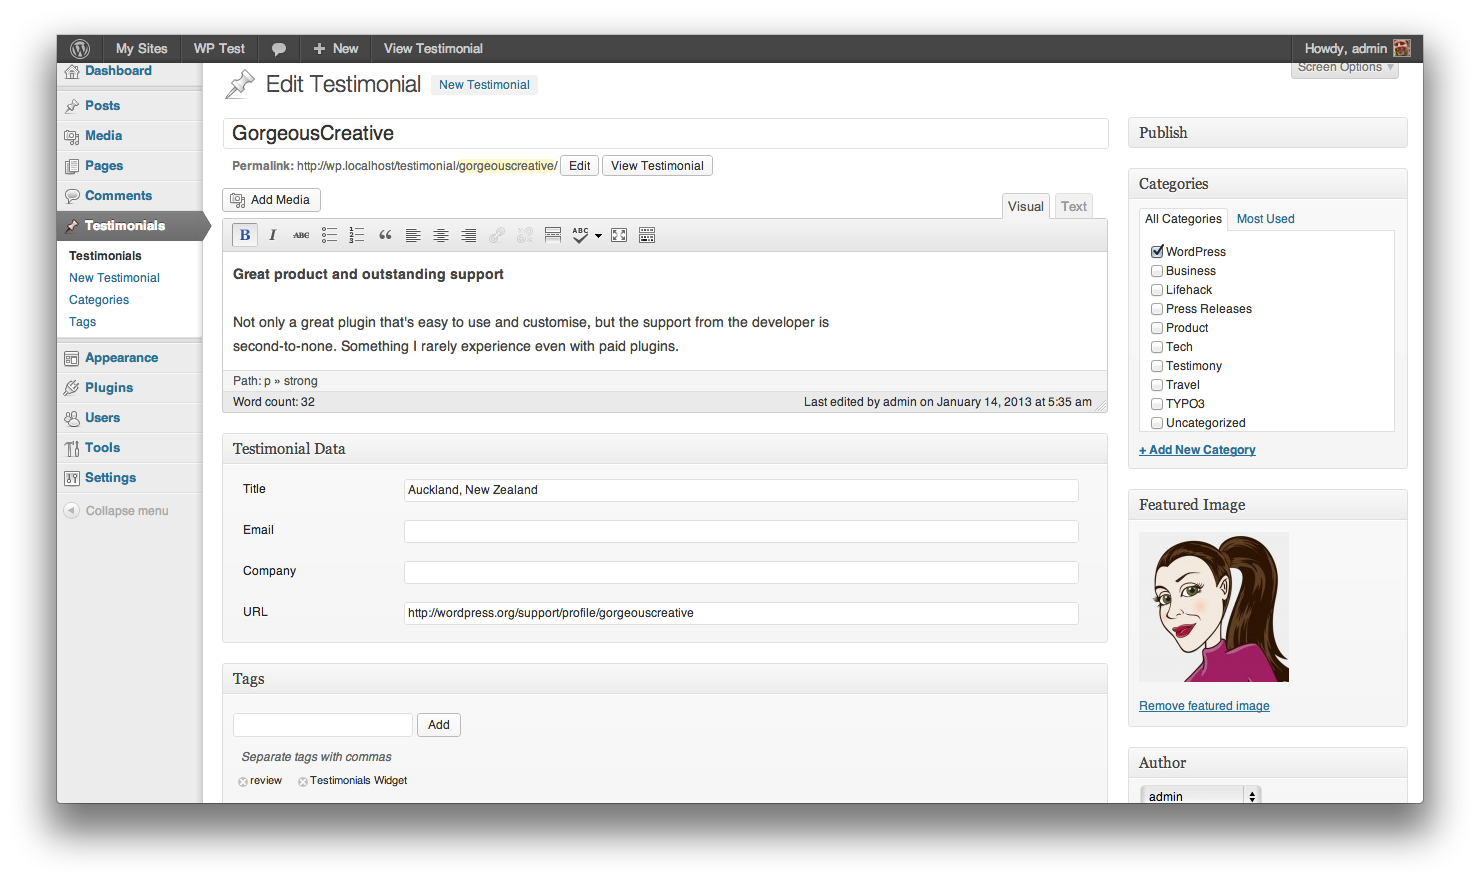 My Sites WP Test New View Testimonial Howdy, admin
Dashboard
Posts
Media
Pages
Comments
Testimonials
Testimonials
New Testimonial
Categories
Tags
Appearance
Plugins
Users
Tools
Settings
Collapse menu
Screen Options
Edit Testimonial New Testimonial
GorgeousCreative
Permalink: http://wp.localhost/testimonial/gorgeouscreative/ Edit View Testimonial
Add Media
Visual Text
B I ABC ABC
Great product and outstanding support
Not only a great plugin that's easy to use and customise, but the support from the developer is
second-to-none. Something I rarely experience even with paid plugins.
Path: p » strong
Word count: 32 Last edited by admin on January 14, 2013 at 5:35 am
Testimonial Data
Title Auckland, New Zealand
Email
Company
URL http://wordpress.org/support/profile/gorgeouscreative
Tags
Add
Separate tags with commas
review Testimonials Widget
Publish
Categories
All Categories Most Used
WordPress
Business
Lifehack
Press Releases
Product
Tech
Testimony
Travel
TYPO3
Uncategorized
+ Add New Category
Featured Image
Remove featured image
Author
admin